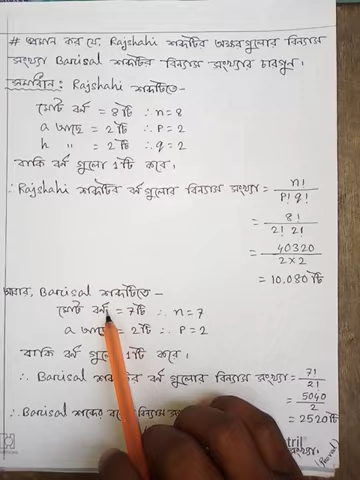 # প্রমান কর যে, Rajshahi শব্দটির অক্ষরগুলোর বিন্যাস
সংখ্যা Barisal শব্দটির বিন্যাস সংখ্যার চারগুন।
সমাধান: Rajshahi শব্দটিতে -
মোট বর্ণ = 8টি ∴ n = 8
a আছে = 2টি ∴ P = 2
h " = 2টি ∴ q = 2
বাকি বর্ণ গুলো 1টি করে।
∴ Rajshahi শব্দটির বর্ণ গুলোর বিন্যাস সংখ্যা = n! / P! q!
= 8! / 2! 2!
= 40320 / 2 × 2
= 10.080টি
আবার, Barisal শব্দটিতে -
মোট বর্ণ = 7টি ∴ n = 7
a আছে = 2টি ∴ P = 2
বাকি বর্ণ গুলো 1টি করে।
∴ Barisal শব্দটির বর্ণ গুলোর বিন্যাস সংখ্যা = 7! / 2!
= 5040 / 2
= 2520টি
∴ Barisal শব্দের বিন্যাস সংখ্যা।
(Proved)